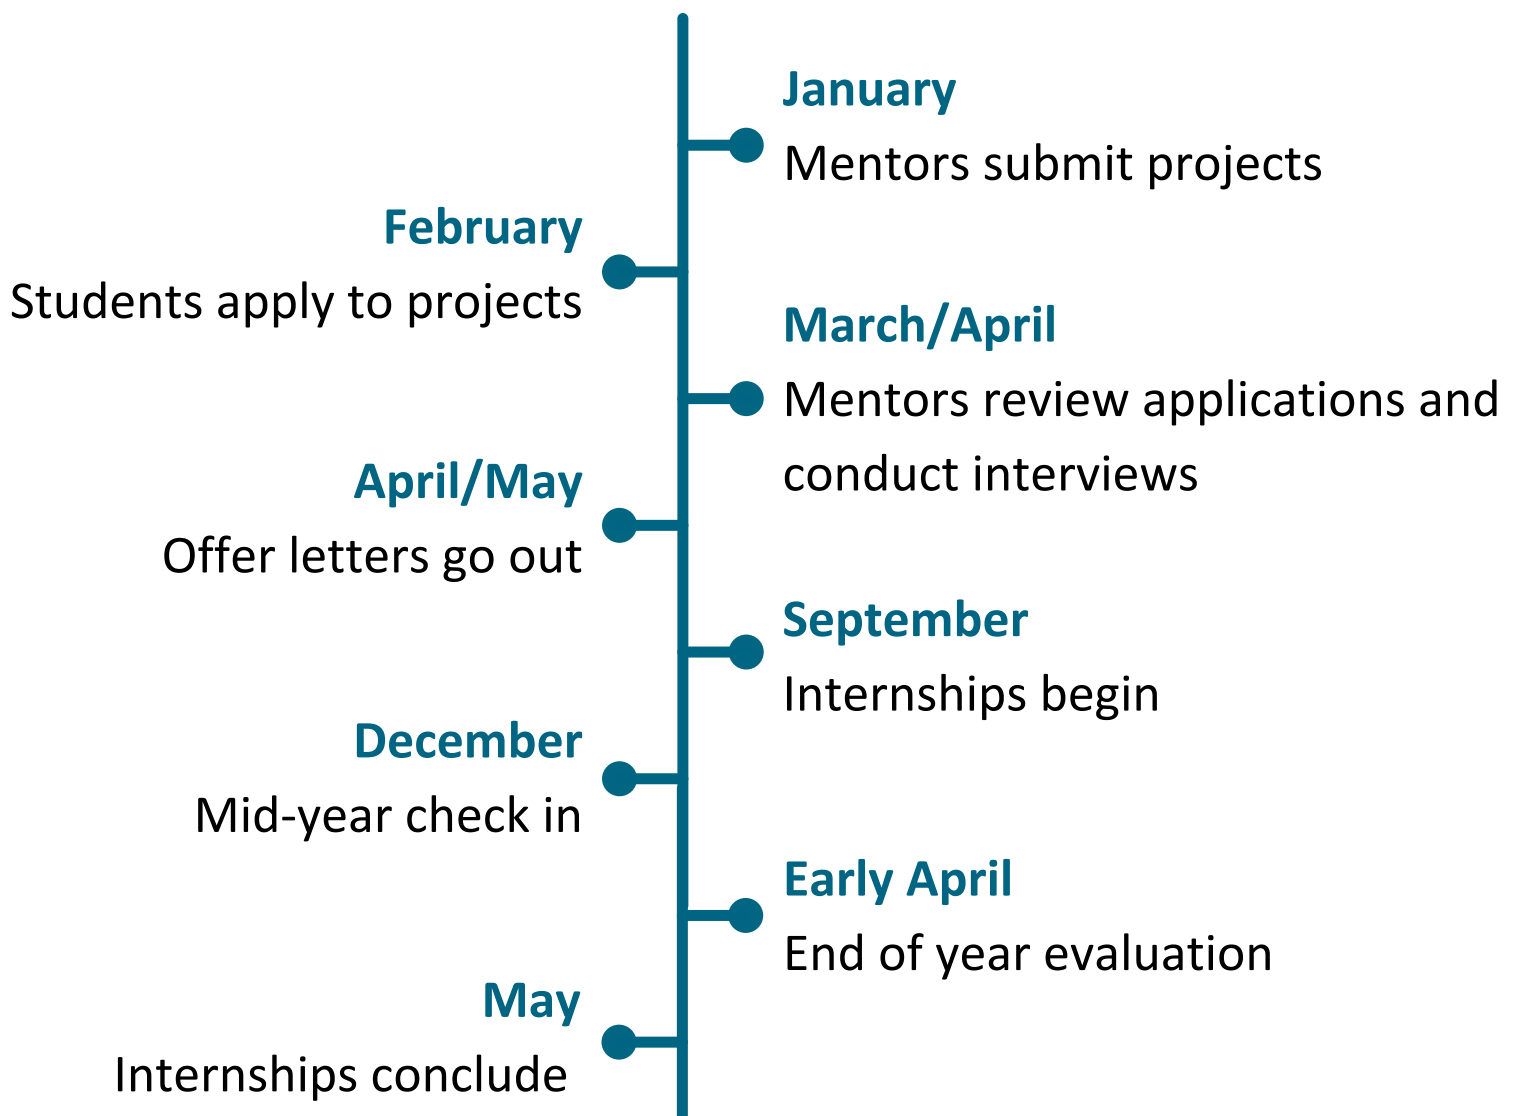 January
Mentors submit projects
February
Students apply to projects
March/April
Mentors review applications and
conduct interviews
April/May
Offer letters go out
September
Internships begin
December
Mid-year check in
Early April
End of year evaluation
May
Internships conclude